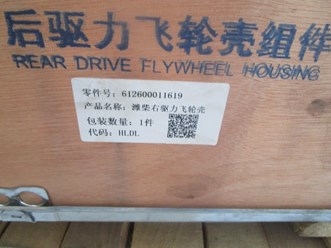 后驱力飞轮壳组件
REAR DRIVE FLYWHEEL HOUSING
零件号：612600011619
产品名称：潍柴右驱力飞轮壳
包装数量：1件
代码：HLDL